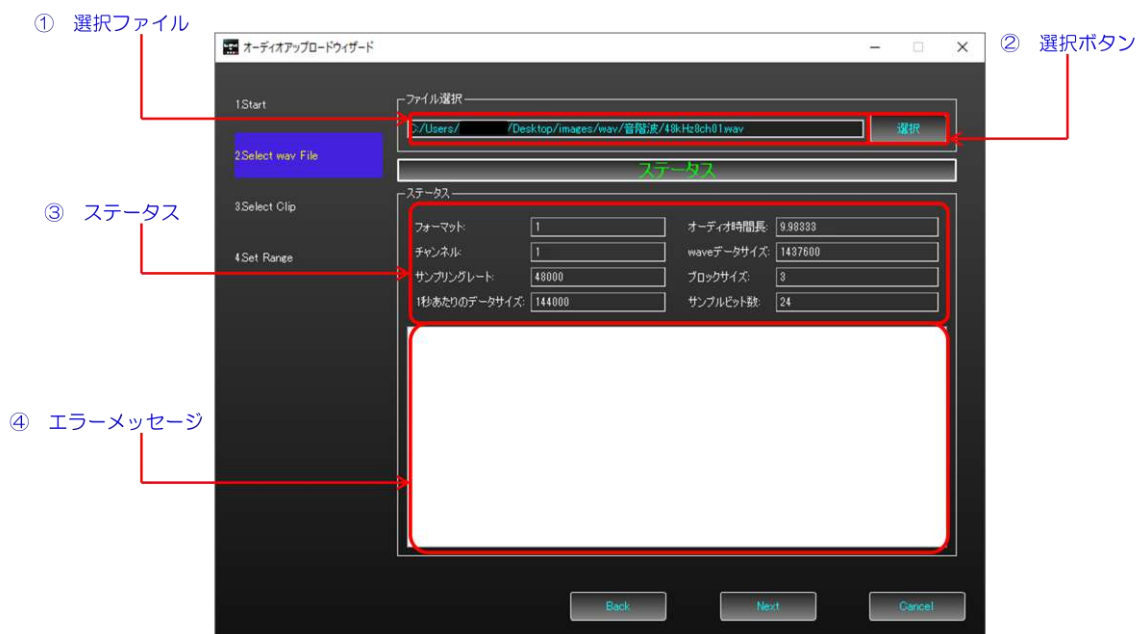 ① 選択ファイル
② 選択ボタン
オーディオアップロードウィザード
1.Start
2.Select wav File
3.Select Clip
4.Set Range
ファイル選択
C:/Users/ /Desktop/images/wav/音階波/48kHz8ch01.wav
選択
ステータス
③ ステータス
ステータス
フォーマット: 1
オーディオ時間長: 9.98333
チャンネル: 1
waveデータサイズ: 1437600
サンプリングレート: 48000
ブロックサイズ: 3
1秒あたりのデータサイズ: 144000
サンプルビット数: 24
④ エラーメッセージ
Back
Next
Cancel